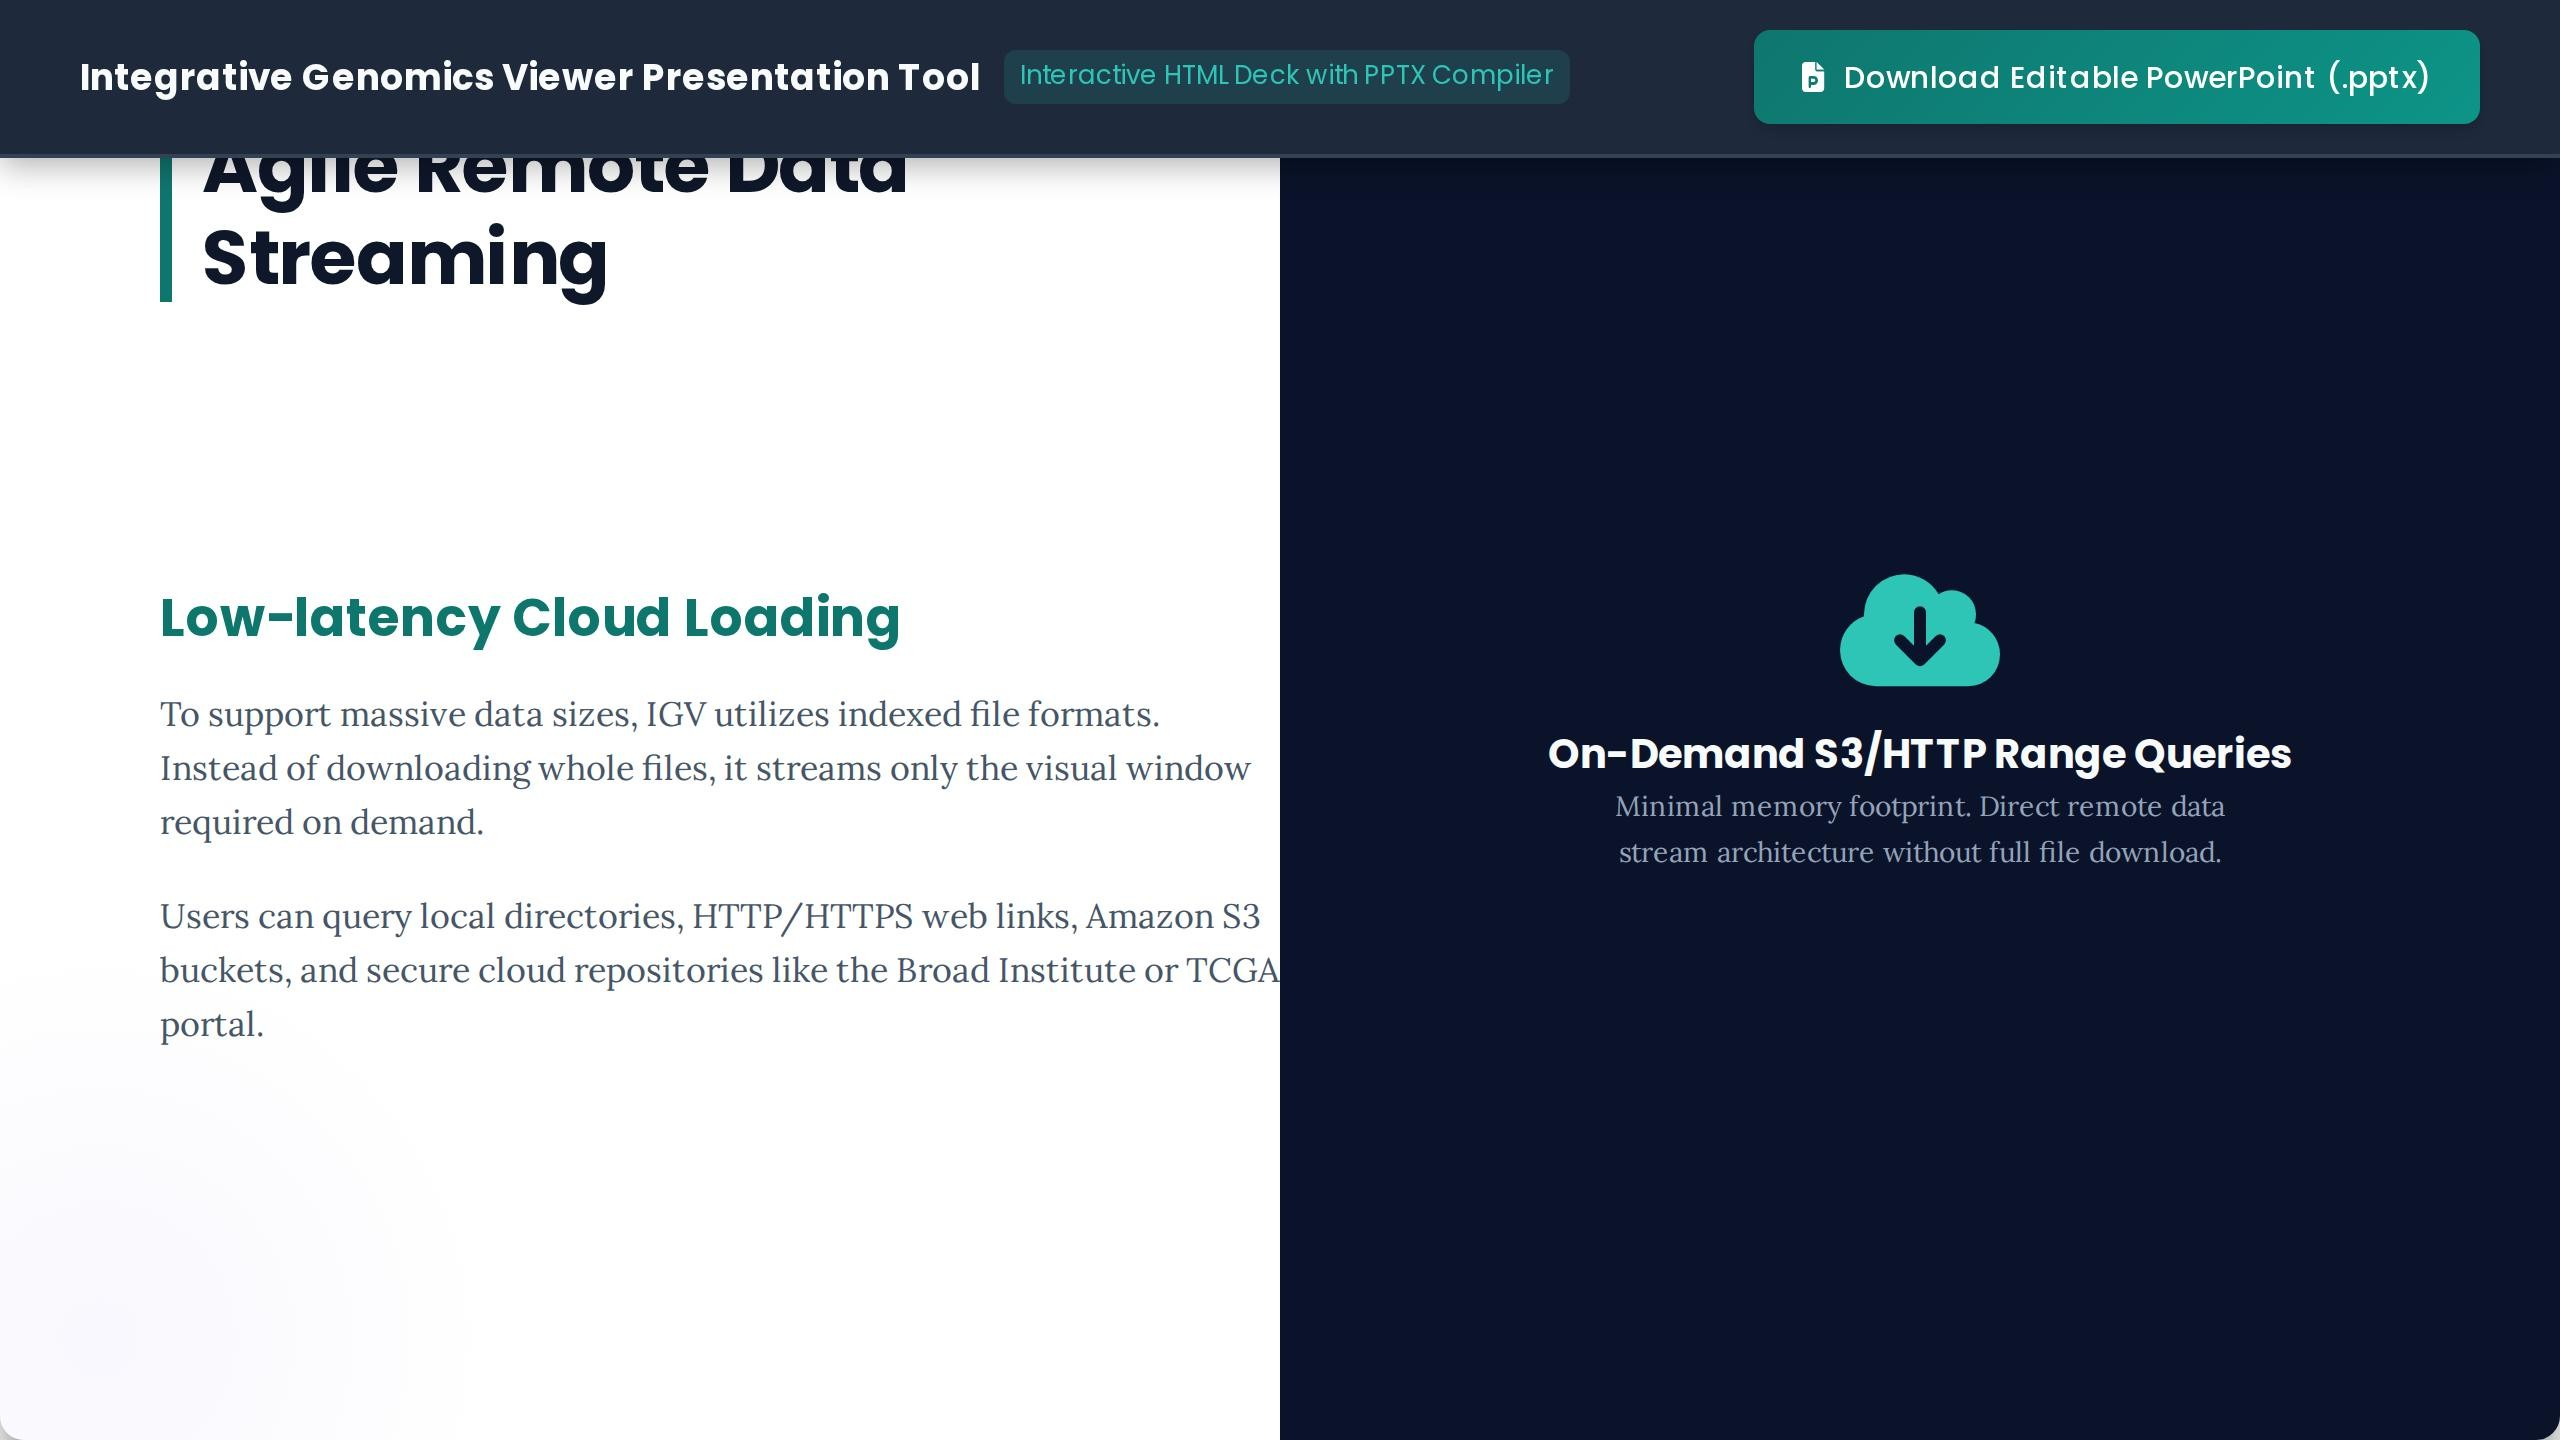 Integrative Genomics Viewer Presentation Tool
Interactive HTML Deck with PPTX Compiler
Download Editable PowerPoint (.pptx)
Agile Remote Data
Streaming
Low-latency Cloud Loading
To support massive data sizes, IGV utilizes indexed file formats.
Instead of downloading whole files, it streams only the visual window
required on demand.
Users can query local directories, HTTP/HTTPS web links, Amazon S3
buckets, and secure cloud repositories like the Broad Institute or TCGA
portal.
On-Demand S3/HTTP Range Queries
Minimal memory footprint. Direct remote data
stream architecture without full file download.